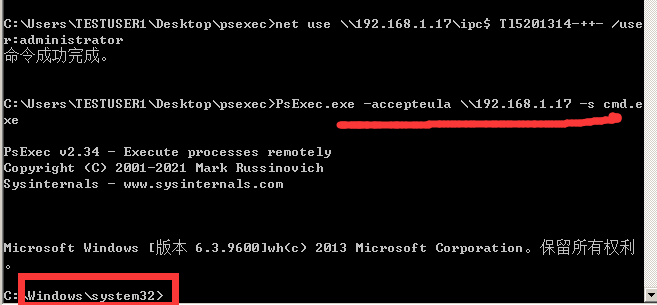 C:\Users\TESTUSER1\Desktop\psexec>net use \\192.168.1.17\ipc$ Tl5201314-++- /use
r:administrator
命令成功完成。
C:\Users\TESTUSER1\Desktop\psexec>PsExec.exe -accepteula \\192.168.1.17 -s cmd.e
xe
PsExec v2.34 - Execute processes remotely
Copyright (C) 2001-2021 Mark Russinovich
Sysinternals - www.sysinternals.com
Microsoft Windows [版本 6.3.9600]wh(c) 2013 Microsoft Corporation。保留所有权利
。
C:\Windows\system32>